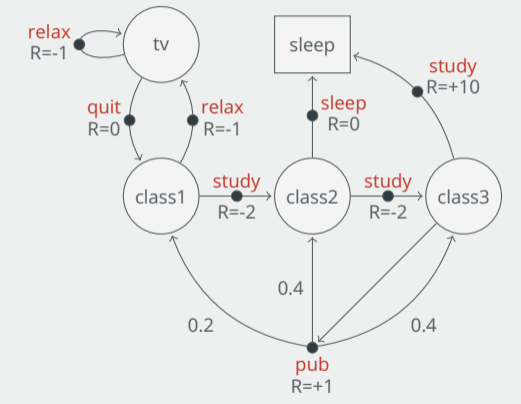 relax
R=-1
tv
sleep
study
R=+10
quit
R=0
relax
R=-1
sleep
R=0
class1
study
R=-2
class2
study
R=-2
class3
0.4
0.2
0.4
pub
R=+1